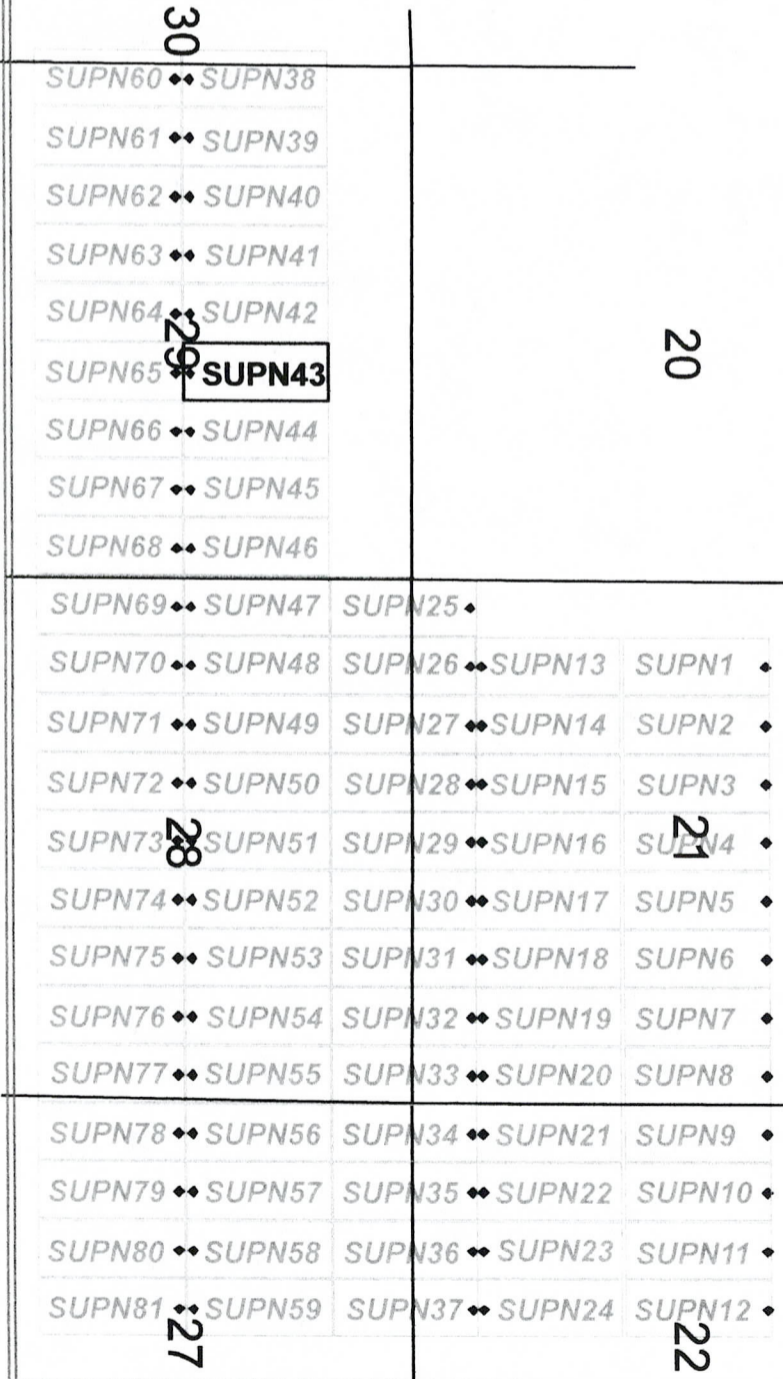 30
SUPN60 SUPN38
SUPN61 SUPN39
SUPN62 SUPN40
SUPN63 SUPN41
SUPN64 SUPN42
29
20
SUPN65 SUPN43
SUPN66 SUPN44
SUPN67 SUPN45
SUPN68 SUPN46
SUPN69 SUPN47 SUPN25
SUPN70 SUPN48 SUPN26 SUPN13 SUPN1
SUPN71 SUPN49 SUPN27 SUPN14 SUPN2
SUPN72 SUPN50 SUPN28 SUPN15 SUPN3
SUPN73 28 SUPN51 SUPN29 SUPN16 21 SUPN4
SUPN74 SUPN52 SUPN30 SUPN17 SUPN5
SUPN75 SUPN53 SUPN31 SUPN18 SUPN6
SUPN76 SUPN54 SUPN32 SUPN19 SUPN7
SUPN77 SUPN55 SUPN33 SUPN20 SUPN8
SUPN78 SUPN56 SUPN34 SUPN21 SUPN9
SUPN79 SUPN57 SUPN35 SUPN22 SUPN10
SUPN80 SUPN58 SUPN36 SUPN23 SUPN11
SUPN81 SUPN59 SUPN37 SUPN24 SUPN12
27
22